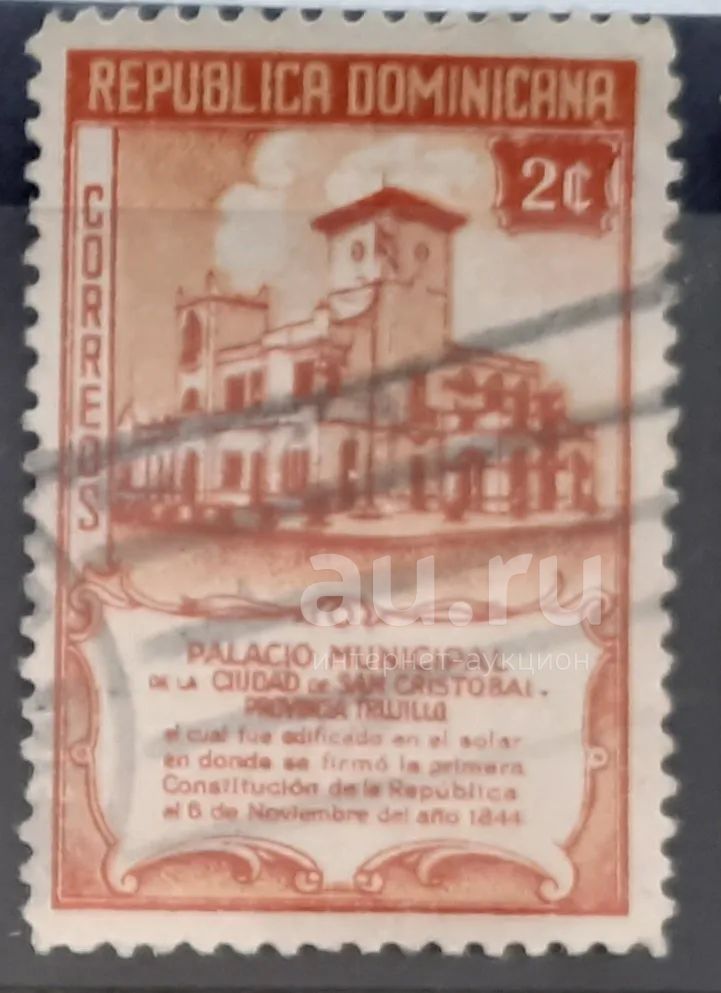 REPUBLICA DOMINICANA
2¢
CORREOS
au.ru
интернет-аукцион
PALACIO MUNICIPAL
DE LA CIUDAD DE SAN CRISTOBAL.
PROVINCIA TRUJILLO
el cual fue edificado en el solar
en donde se firmó la primera
Constitución de la República
el 6 de Noviembre del año 1844